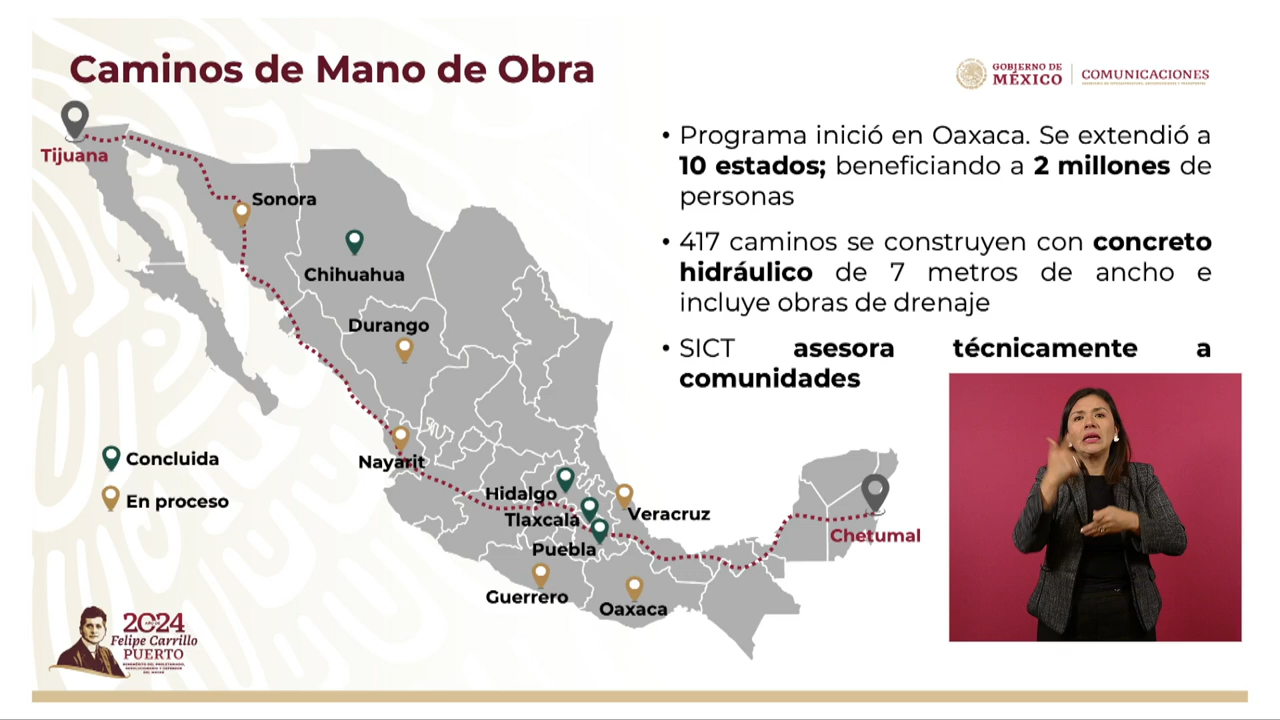 Caminos de Mano de Obra
GOBIERNO DE
MÉXICO
COMUNICACIONES
Tijuana
Sonora
Chihuahua
Durango
Nayarit
Hidalgo
Tlaxcala
Puebla
Veracruz
Guerrero
Oaxaca
Chetumal
Concluida
En proceso
• Programa inició en Oaxaca. Se extendió a
10 estados; beneficiando a 2 millones de
personas
• 417 caminos se construyen con concreto
hidráulico de 7 metros de ancho e
incluye obras de drenaje
• SICT asesora técnicamente a
comunidades
2024
Felipe Carrillo
PUERTO